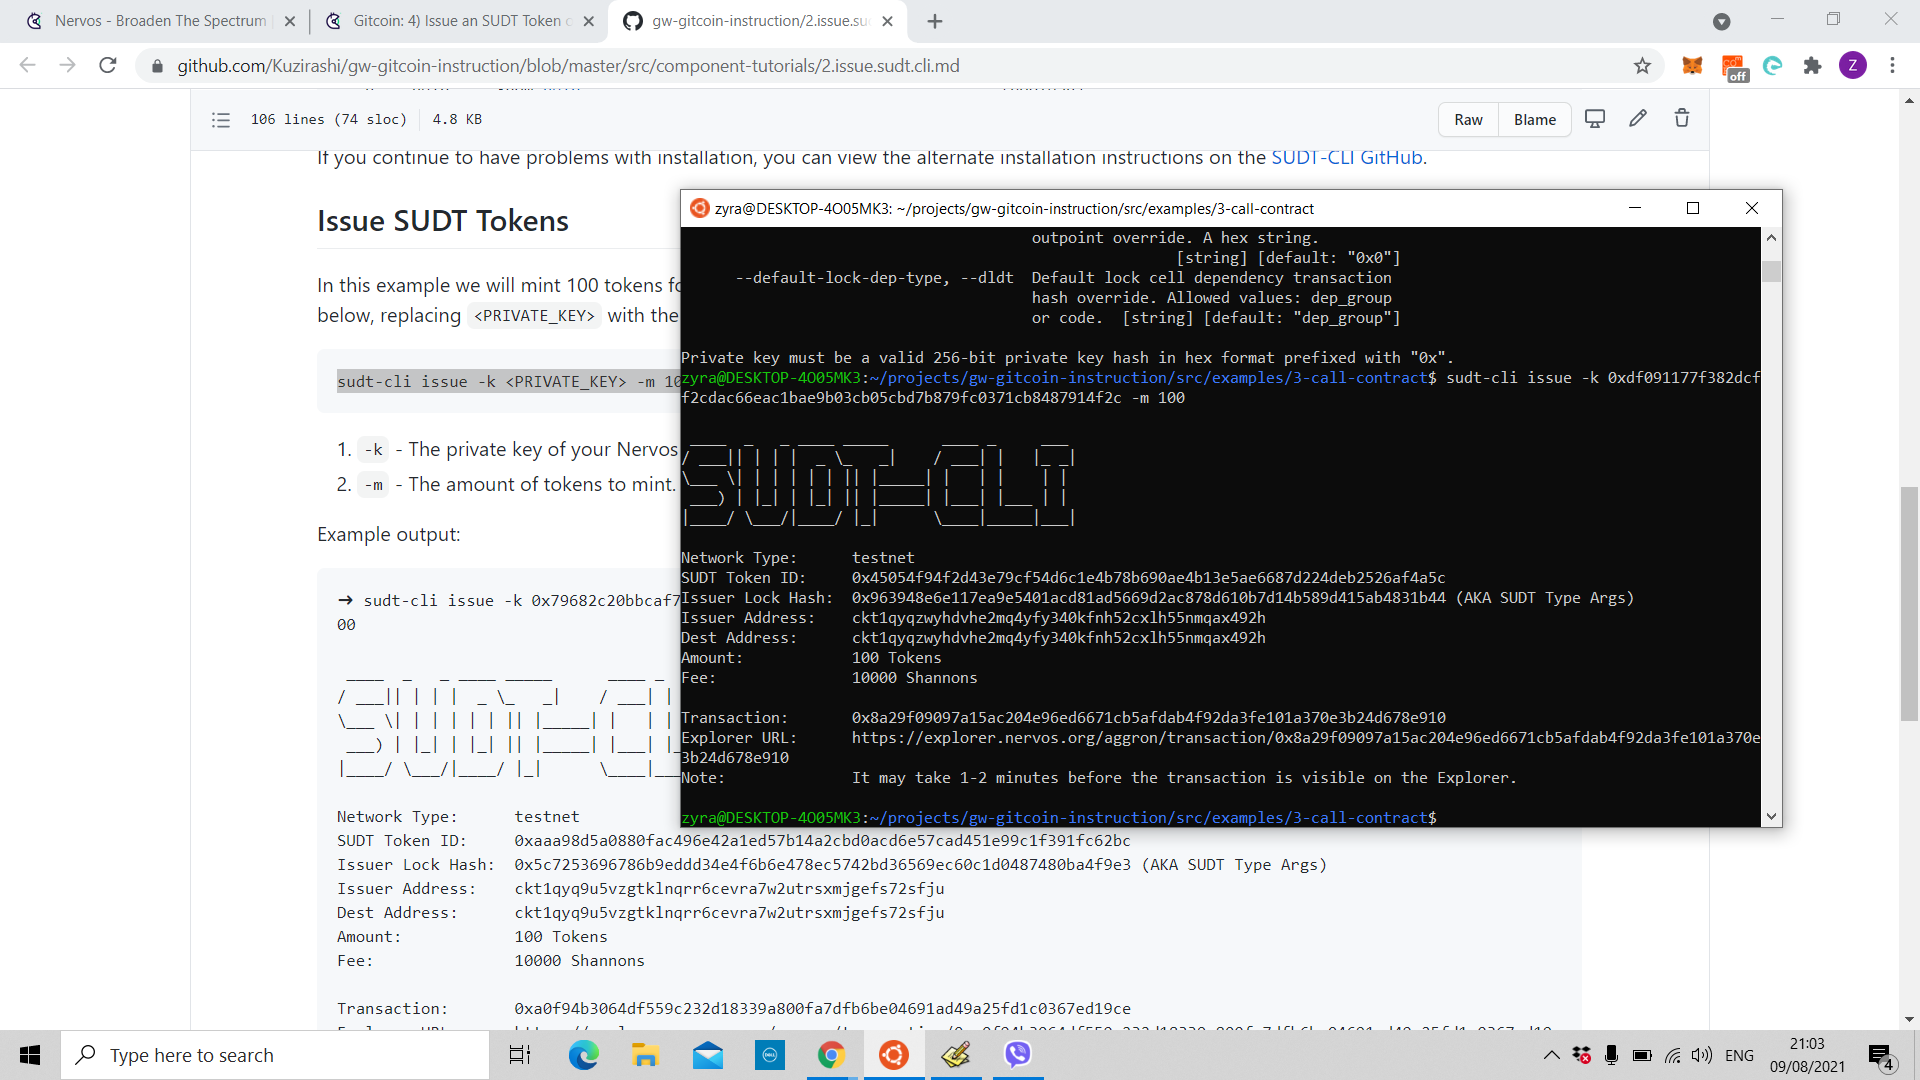 Nervos - Broaden The Spectrum
Gitcoin: 4) Issue an SUDT Token o
gw-gitcoin-instruction/2.issue.su
github.com/Kuzirashi/gw-gitcoin-instruction/blob/master/src/component-tutorials/2.issue.sudt.cli.md
off
Z
106 lines (74 sloc) 4.8 KB
Raw
Blame
If you continue to have problems with installation, you can view the alternate installation instructions on the SUDT-CLI GitHub.
Issue SUDT Tokens
In this example we will mint 100 tokens fo
below, replacing <PRIVATE_KEY> with the
sudt-cli issue -k <PRIVATE_KEY> -m 10
1. -k - The private key of your Nervos
2. -m - The amount of tokens to mint.
Example output:
➜ sudt-cli issue -k 0x79682c20bbcaf7
00
Network Type: testnet
SUDT Token ID: 0xaaa98d5a0880fac496e42a1ed57b14a2cbd0acd6e57cad451e99c1f391fc62bc
Issuer Lock Hash: 0x5c7253696786b9eddd34e4f6b6e478ec5742bd36569ec60c1d0487480ba4f9e3 (AKA SUDT Type Args)
Issuer Address: ckt1qyq9u5vzgtklnqrr6cevra7w2utrsxmjgefs72sfju
Dest Address: ckt1qyq9u5vzgtklnqrr6cevra7w2utrsxmjgefs72sfju
Amount: 100 Tokens
Fee: 10000 Shannons
Transaction: 0xa0f94b3064df559c232d18339a800fa7dfb6be04691ad49a25fd1c0367ed19ce
zyra@DESKTOP-4O05MK3: ~/projects/gw-gitcoin-instruction/src/examples/3-call-contract
outpoint override. A hex string.
[string] [default: "0x0"]
--default-lock-dep-type, --dldt Default lock cell dependency transaction
hash override. Allowed values: dep_group
or code. [string] [default: "dep_group"]
Private key must be a valid 256-bit private key hash in hex format prefixed with "0x".
zyra@DESKTOP-4O05MK3:~/projects/gw-gitcoin-instruction/src/examples/3-call-contract$ sudt-cli issue -k 0xdf091177f382dcf
f2cdac66eac1bae9b03cb05cbd7b879fc0371cb8487914f2c -m 100
SUDT-CLI
Network Type: testnet
SUDT Token ID: 0x45054f94f2d43e79cf54d6c1e4b78b690ae4b13e5ae6687d224deb2526af4a5c
Issuer Lock Hash: 0x963948e6e117ea9e5401acd81ad5669d2ac878d610b7d14b589d415ab4831b44 (AKA SUDT Type Args)
Issuer Address: ckt1qyqzwyhdvhe2mq4yfy340kfnh52cxlh55nmqax492h
Dest Address: ckt1qyqzwyhdvhe2mq4yfy340kfnh52cxlh55nmqax492h
Amount: 100 Tokens
Fee: 10000 Shannons
Transaction: 0x8a29f09097a15ac204e96ed6671cb5afdab4f92da3fe101a370e3b24d678e910
Explorer URL: https://explorer.nervos.org/aggron/transaction/0x8a29f09097a15ac204e96ed6671cb5afdab4f92da3fe101a370e
3b24d678e910
Note: It may take 1-2 minutes before the transaction is visible on the Explorer.
zyra@DESKTOP-4O05MK3:~/projects/gw-gitcoin-instruction/src/examples/3-call-contract$
Type here to search
DELL
ENG
21:03
09/08/2021
4